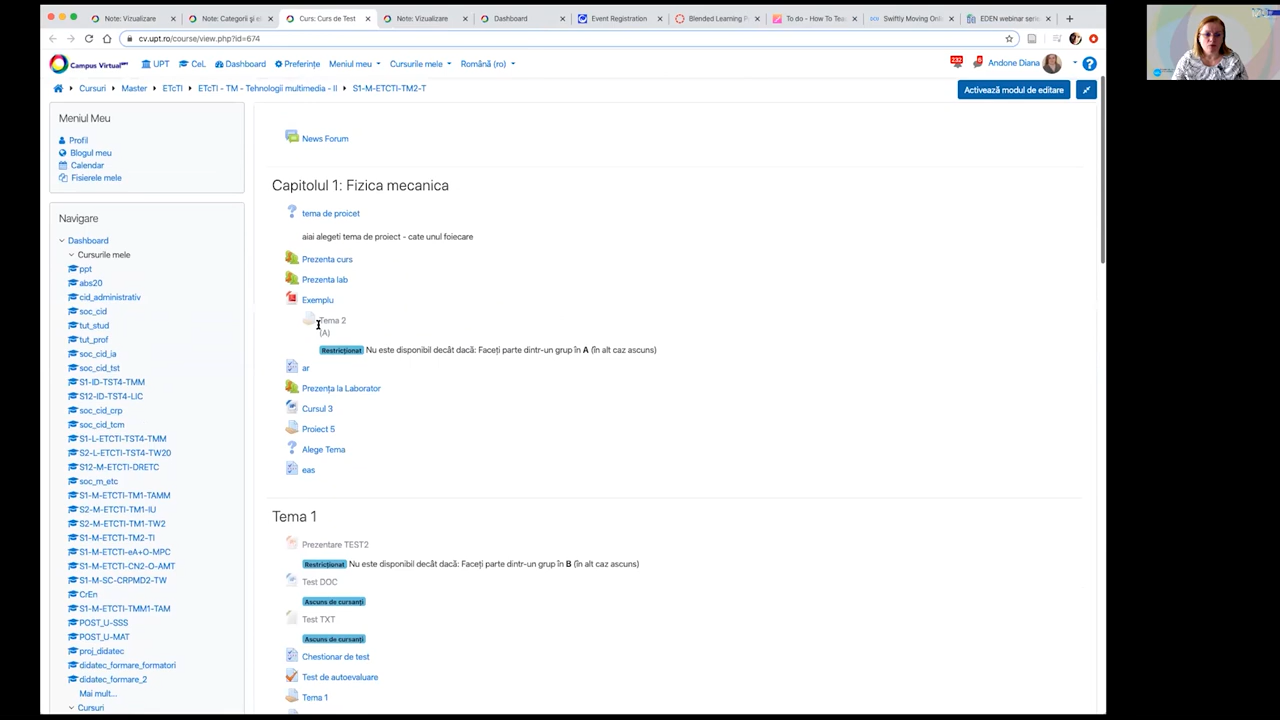 Note: Vizualizare
Note: Categorii și el
Curs: Curs de Test
Note: Vizualizare
Dashboard
Event Registration
Blended Learning P
To do - How To Tea
Swiftly Moving Onli
EDEN webinar serie
cv.upt.ro/course/view.php?id=674
Campus Virtual UPT CeL Dashboard Preferințe Meniul meu Cursurile mele Română (ro) 232 Andone Diana
Cursuri Master ETcTI ETcTI - TM - Tehnologii multimedia - II S1-M-ETCTI-TM2-T Activează modul de editare
Meniul Meu
Profil
Blogul meu
Calendar
Fisierele mele
Navigare
Dashboard
Cursurile mele
ppt
abs20
cid_administrativ
soc_cid
tut_stud
tut_prof
soc_cid_ia
soc_cid_tst
S1-ID-TST4-TMM
S12-ID-TST4-LIC
soc_cid_crp
soc_cid_tcm
S1-L-ETCTI-TST4-TMM
S2-L-ETCTI-TST4-TW20
S12-M-ETCTI-DRETC
soc_m_etc
S1-M-ETCTI-TM1-TAMM
S2-M-ETCTI-TM1-IU
S2-M-ETCTI-TM1-TW2
S1-M-ETCTI-TM2-TI
S1-M-ETCTI-eA+O-MPC
S1-M-ETCTI-CN2-O-AMT
S1-M-SC-CRPMD2-TW
CrEn
S1-M-ETCTI-TMM1-TAM
POST_U-SSS
POST_U-MAT
proj_didatec
didatec_formare_formatori
didatec_formare_2
Mai mult...
Cursuri
News Forum
Capitolul 1: Fizica mecanica
tema de proicet
aiai alegeti tema de proiect - cate unul foiecare
Prezenta curs
Prezenta lab
Exemplu
Tema 2
(A)
Restricționat Nu este disponibil decât dacă: Faceți parte dintr-un grup în A (în alt caz ascuns)
ar
Prezența la Laborator
Cursul 3
Proiect 5
Alege Tema
eas
Tema 1
Prezentare TEST2
Restricționat Nu este disponibil decât dacă: Faceți parte dintr-un grup în B (în alt caz ascuns)
Test DOC
Ascuns de cursanți
Test TXT
Ascuns de cursanți
Chestionar de test
Test de autoevaluare
Tema 1